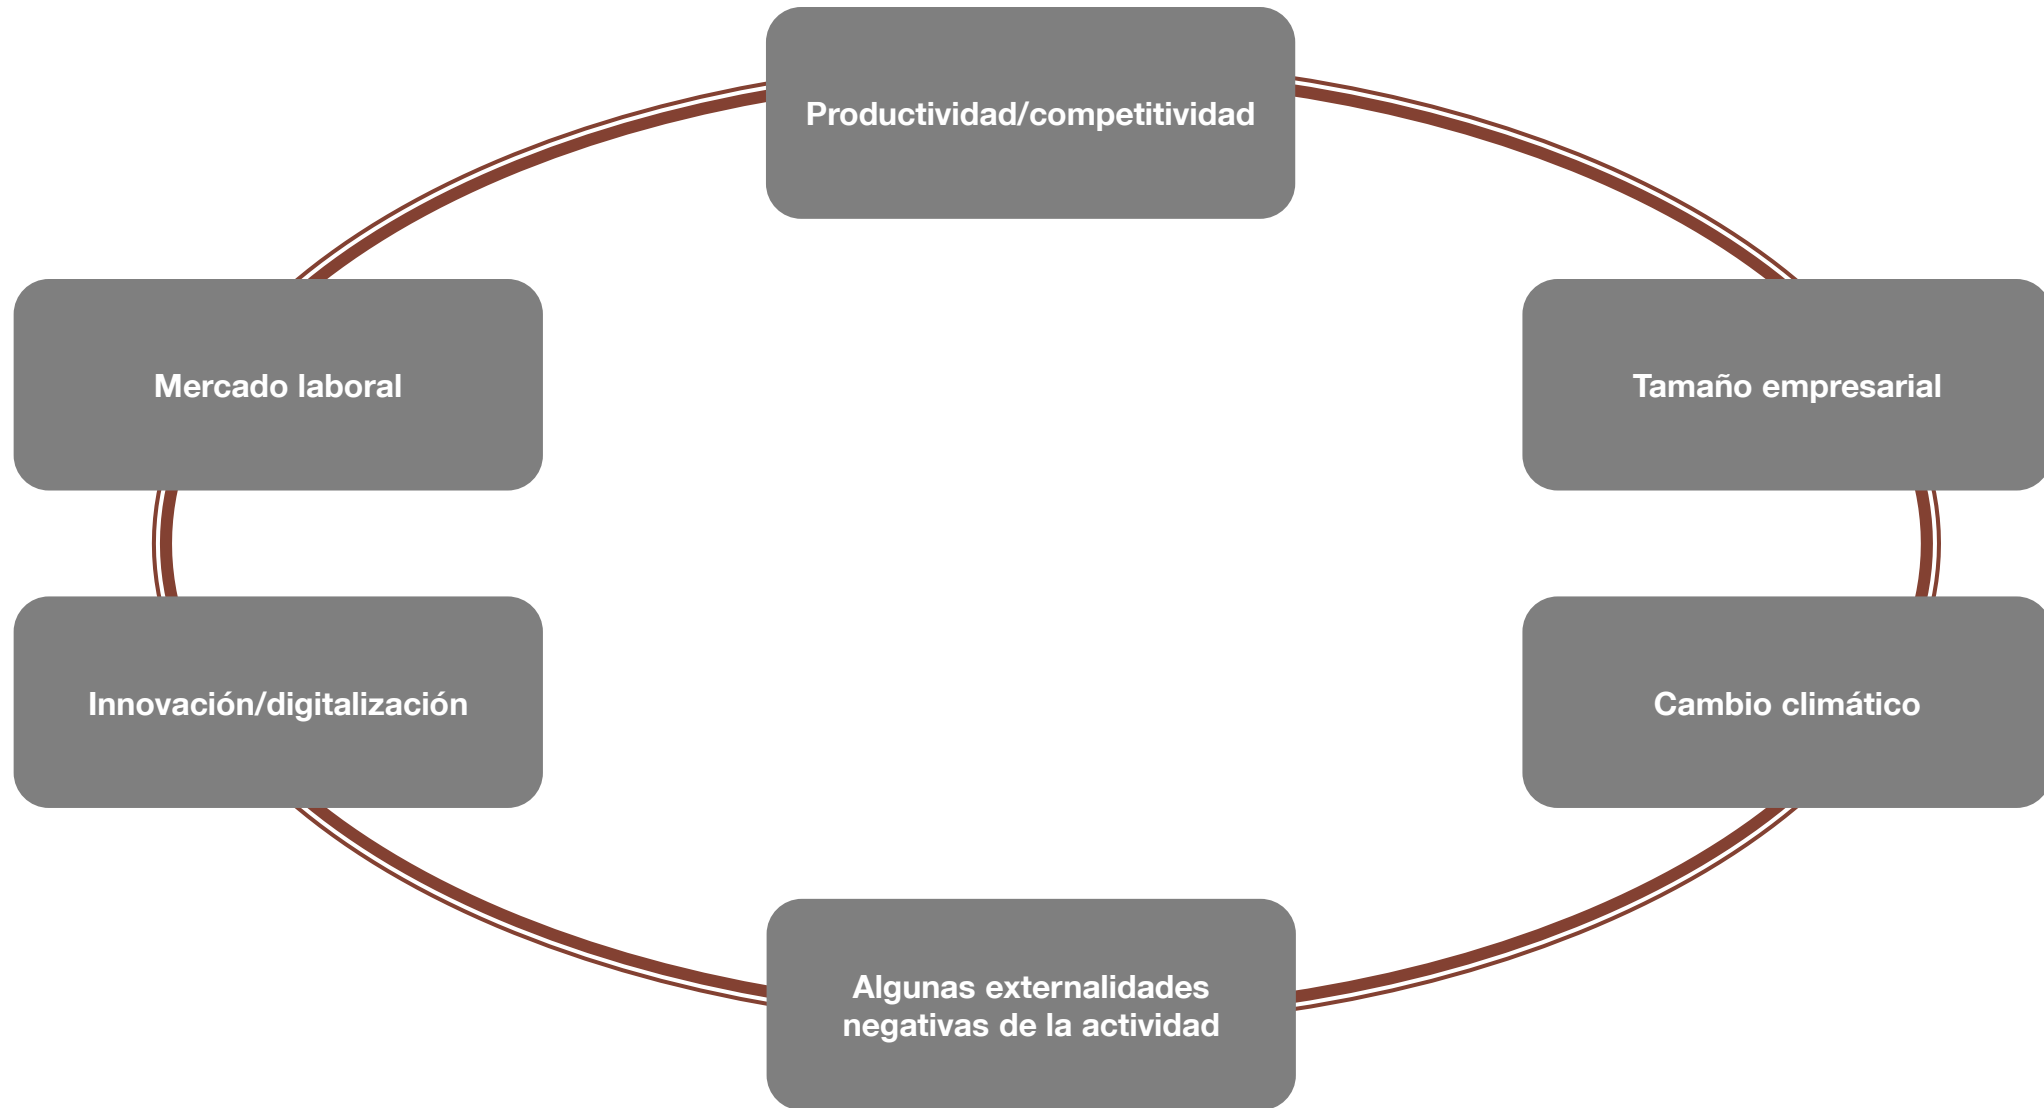 Productividad/competitividad
Mercado laboral
Tamaño empresarial
Innovación/digitalización
Cambio climático
Algunas externalidades
negativas de la actividad